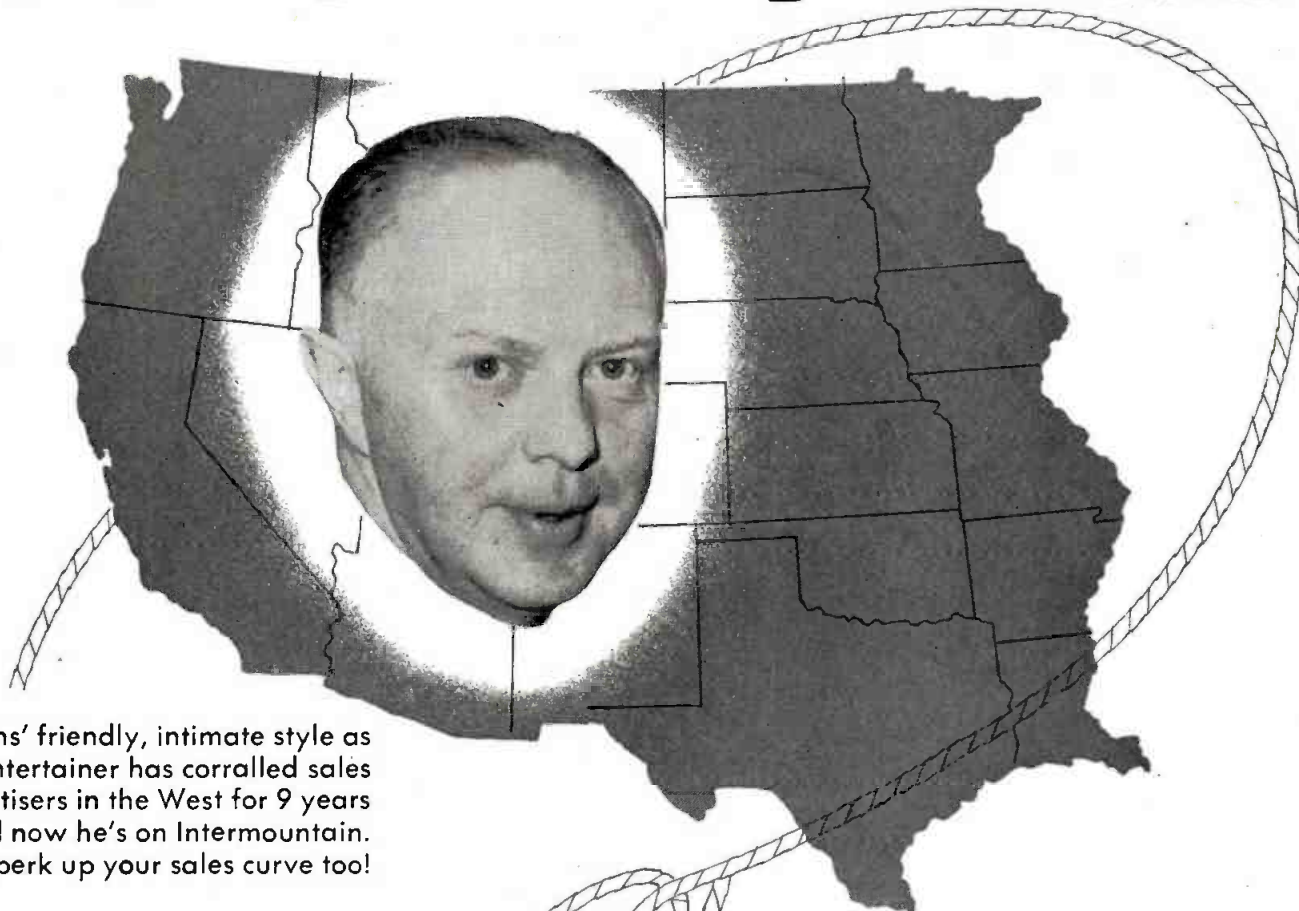 ns' friendly, intimate style as
ntertainer has corralled sales
tisers in the West for 9 years
d now he's on Intermountain.
perk up your sales curve too!